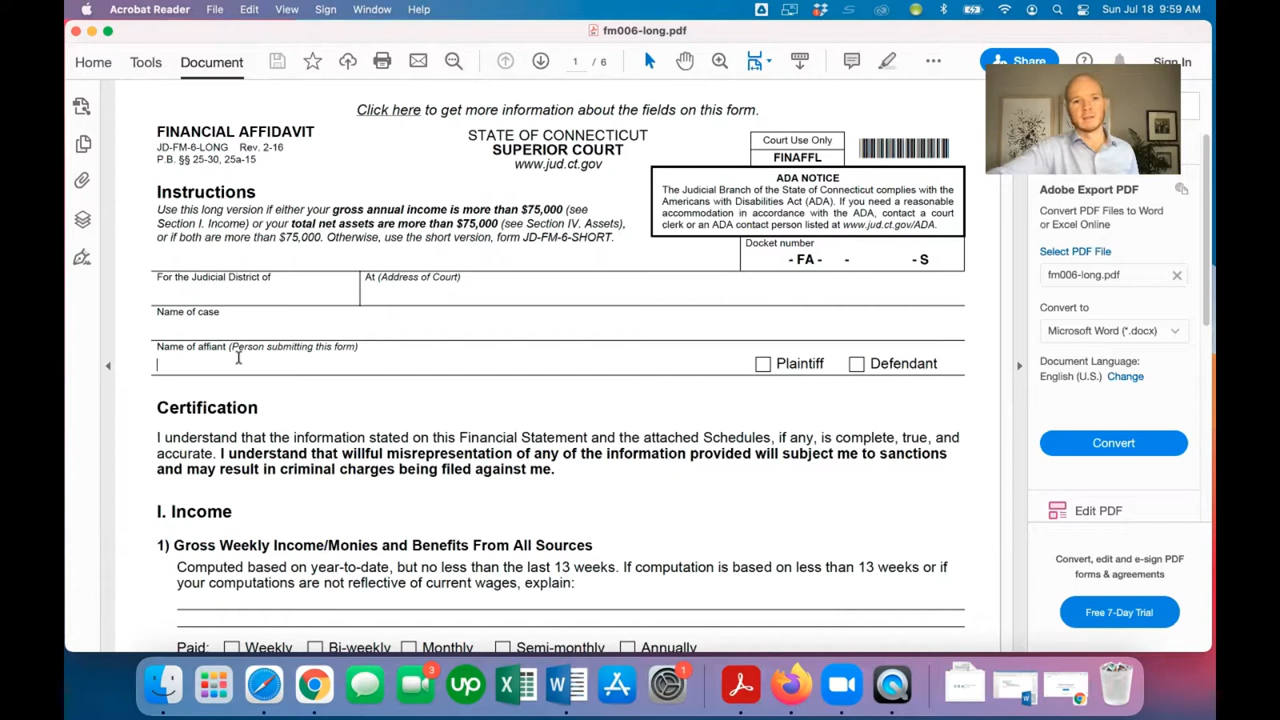 Acrobat Reader File Edit View Sign Window Help Sun Jul 18 9:59 AM
fm006-long.pdf
Home Tools Document 1 / 6 Share Sign In
Click here to get more information about the fields on this form.
FINANCIAL AFFIDAVIT
JD-FM-6-LONG Rev. 2-16
P.B. §§ 25-30, 25a-15
STATE OF CONNECTICUT
SUPERIOR COURT
www.jud.ct.gov
Court Use Only
FINAFFL
ADA NOTICE
The Judicial Branch of the State of Connecticut complies with the
Americans with Disabilities Act (ADA). If you need a reasonable
accommodation in accordance with the ADA, contact a court
clerk or an ADA contact person listed at www.jud.ct.gov/ADA.
Instructions
Use this long version if either your gross annual income is more than $75,000 (see
Section I. Income) or your total net assets are more than $75,000 (see Section IV. Assets),
or if both are more than $75,000. Otherwise, use the short version, form JD-FM-6-SHORT.
Docket number
- FA - - - S
For the Judicial District of
At (Address of Court)
Name of case
Name of affiant (Person submitting this form)
Plaintiff Defendant
Certification
I understand that the information stated on this Financial Statement and the attached Schedules, if any, is complete, true, and
accurate. I understand that willful misrepresentation of any of the information provided will subject me to sanctions
and may result in criminal charges being filed against me.
I. Income
1) Gross Weekly Income/Monies and Benefits From All Sources
Computed based on year-to-date, but no less than the last 13 weeks. If computation is based on less than 13 weeks or if
your computations are not reflective of current wages, explain:
Paid: Weekly Bi-weekly Monthly Semi-monthly Annually
Adobe Export PDF
Convert PDF Files to Word
or Excel Online
Select PDF File
fm006-long.pdf
Convert to
Microsoft Word (*.docx)
Document Language:
English (U.S.) Change
Convert
Edit PDF
Convert, edit and e-sign PDF
forms & agreements
Free 7-Day Trial
3
up
1